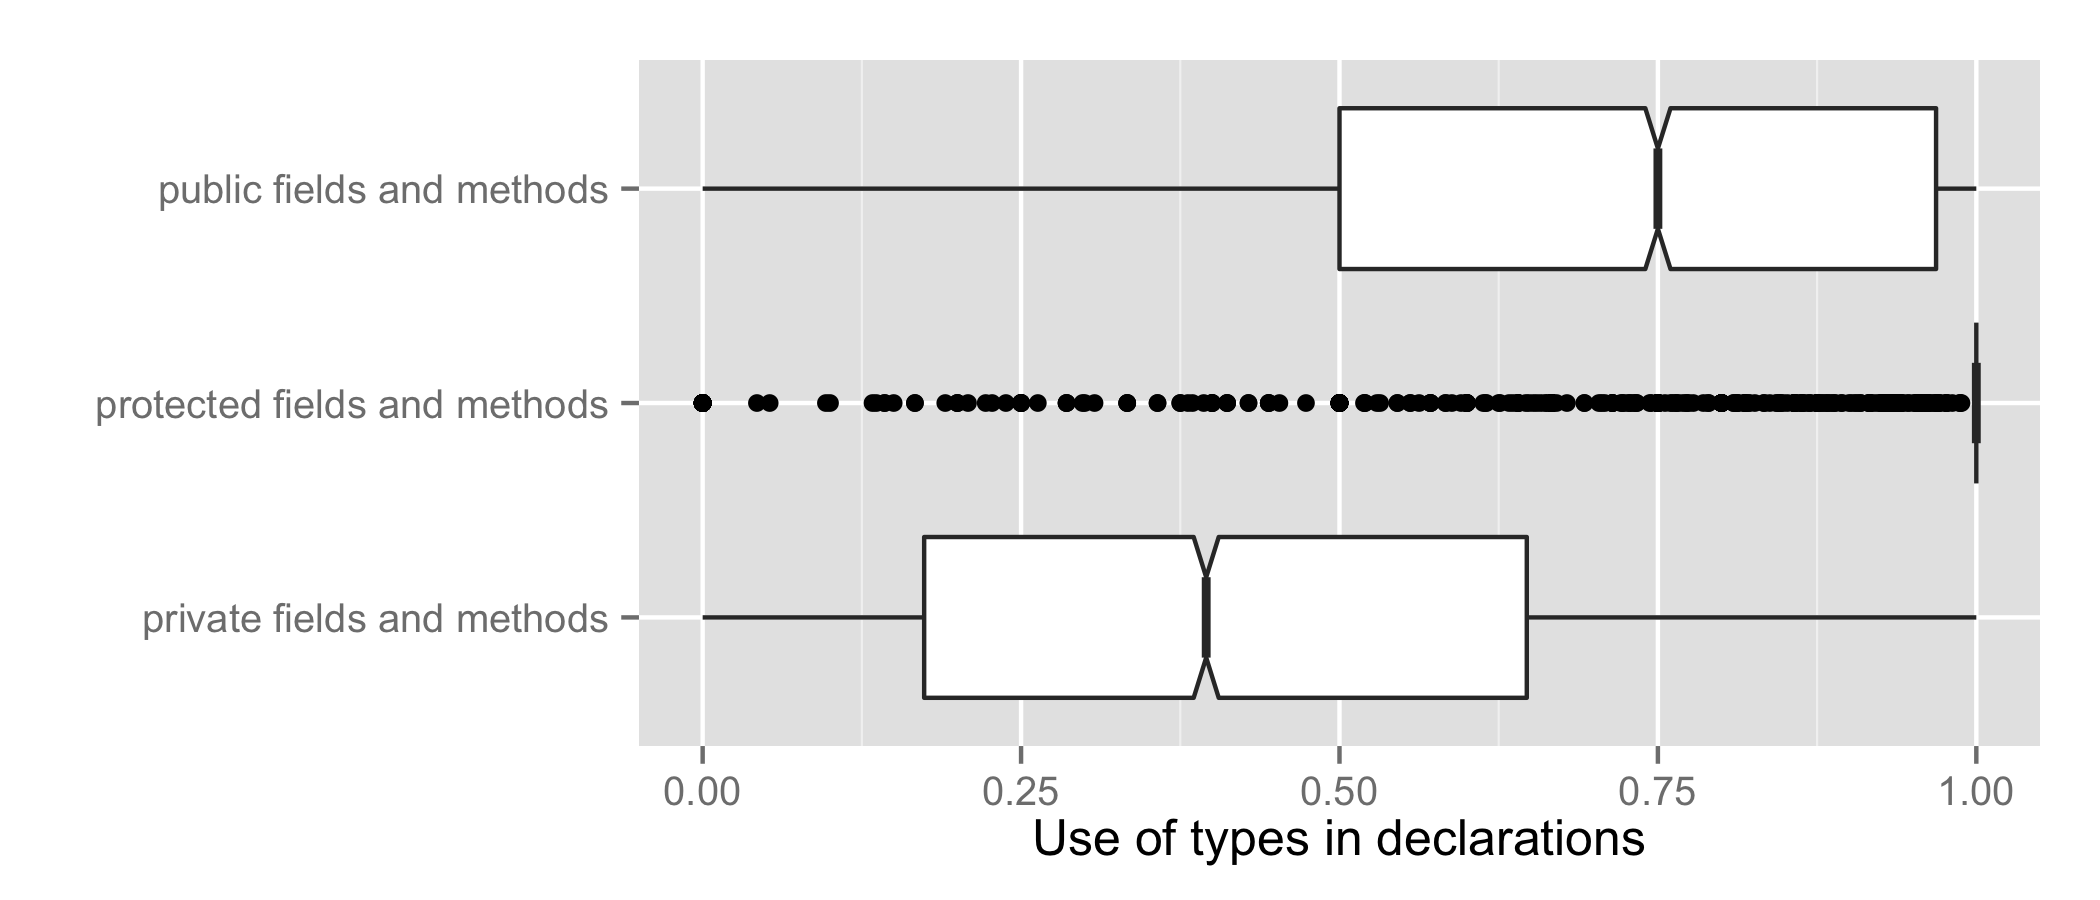 public fields and methods
protected fields and methods
private fields and methods
0.00 0.25 0.50 0.75 1.00
Use of types in declarations